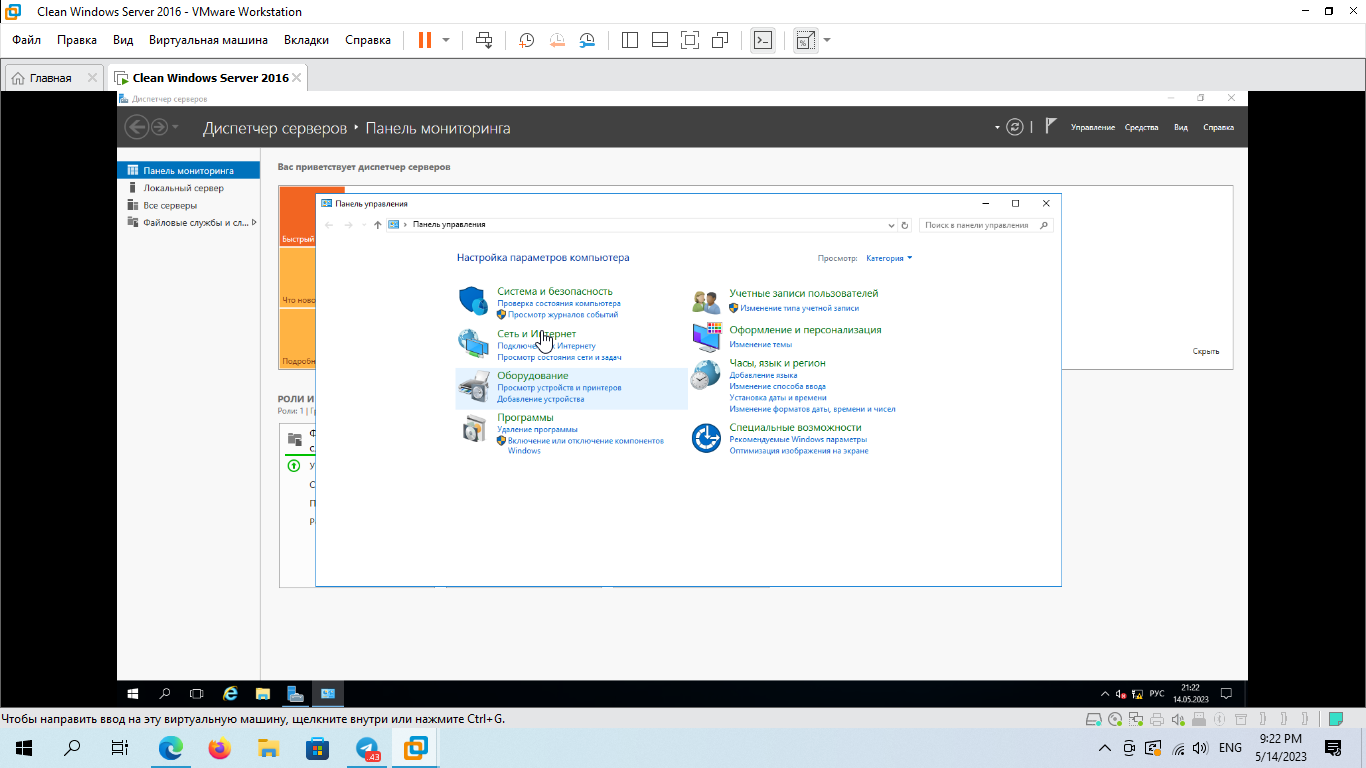 Clean Windows Server 2016 - VMware Workstation
Файл Правка Вид Виртуальная машина Вкладки Справка
Главная
Clean Windows Server 2016
Диспетчер серверов
Диспетчер серверов Панель мониторинга
Управление Средства Вид Справка
Панель мониторинга
Локальный сервер
Все серверы
Файловые службы и сл...
Вас приветствует диспетчер серверов
Быстрый
Что ново
Подробн
Скрыть
РОЛИ И
Роли: 1 | Г
Панель управления
Панель управления
Поиск в панели управления
Настройка параметров компьютера
Просмотр: Категория
Система и безопасность
Проверка состояния компьютера
Просмотр журналов событий
Сеть и Интернет
Подключение к Интернету
Просмотр состояния сети и задач
Оборудование
Просмотр устройств и принтеров
Добавление устройства
Программы
Удаление программы
Включение или отключение компонентов
Windows
Учетные записи пользователей
Изменение типа учетной записи
Оформление и персонализация
Изменение темы
Часы, язык и регион
Добавление языка
Изменение способа ввода
Установка даты и времени
Изменение форматов даты, времени и чисел
Специальные возможности
Рекомендуемые Windows параметры
Оптимизация изображения на экране
РУС
21:22
14.05.2023
Чтобы направить ввод на эту виртуальную машину, щелкните внутри или нажмите Ctrl+G.
43
ENG
9:22 PM
5/14/2023